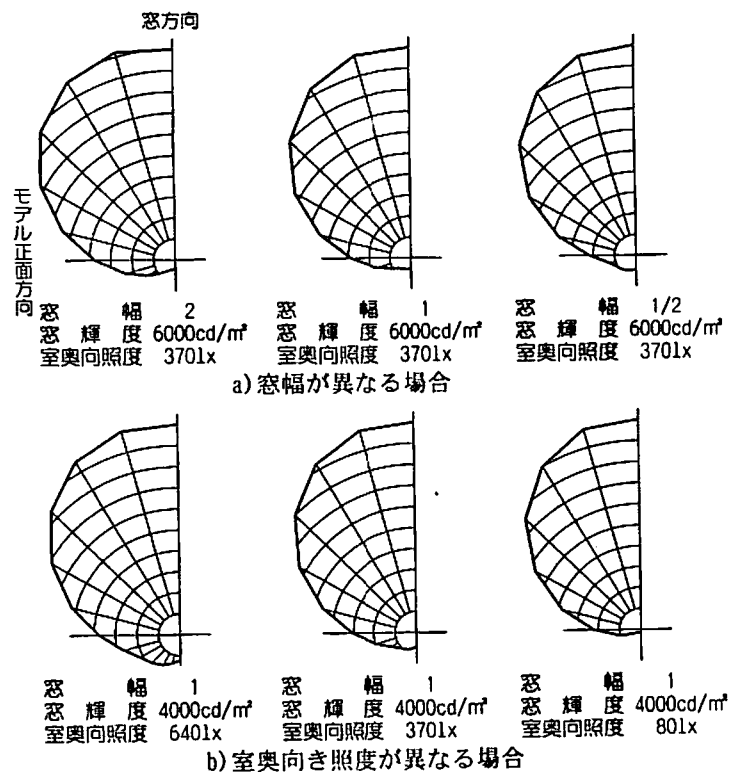 窓方向
モデル正面方向
窓幅 2
窓輝度 6000cd/m²
室奥向照度 370lx
窓幅 1
窓輝度 6000cd/m²
室奥向照度 370lx
窓幅 1/2
窓輝度 6000cd/m²
室奥向照度 370lx
a)窓幅が異なる場合
窓幅 1
窓輝度 4000cd/m²
室奥向照度 640lx
窓幅 1
窓輝度 4000cd/m²
室奥向照度 370lx
窓幅 1
窓輝度 4000cd/m²
室奥向照度 80lx
b)室奥向き照度が異なる場合